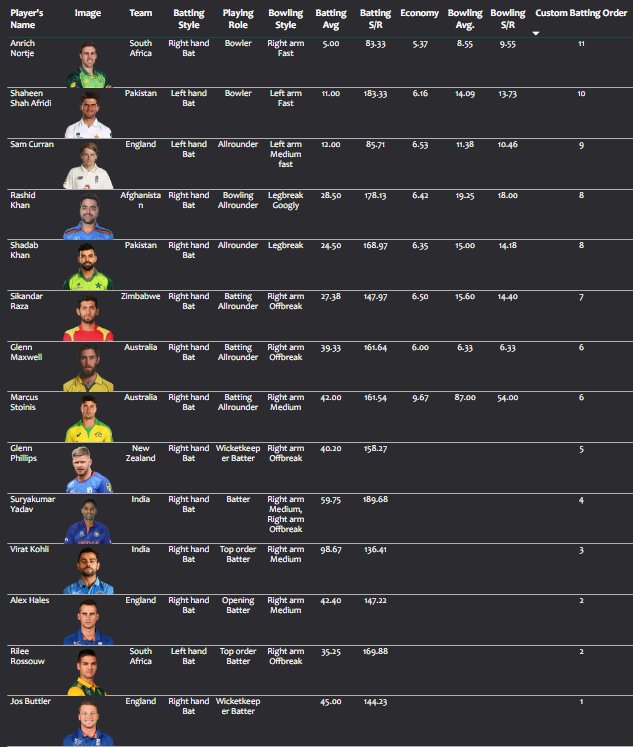 Player's Name Image Team Batting Style Playing Role Bowling Style Batting Avg Batting S/R Economy Bowling Avg. Bowling S/R Custom Batting Order
Anrich Nortje South Africa Right hand Bat Bowler Right arm Fast 5.00 83.33 5.37 8.55 9.55 11
Shaheen Shah Afridi Pakistan Left hand Bat Bowler Left arm Fast 11.00 183.33 6.16 14.09 13.73 10
Sam Curran England Left hand Bat Allrounder Left arm Medium fast 12.00 85.71 6.53 11.38 10.46 9
Rashid Khan Afghanistan Right hand Bat Bowling Allrounder Legbreak Googly 28.50 178.13 6.42 19.25 18.00 8
Shadab Khan Pakistan Right hand Bat Allrounder Legbreak 24.50 168.97 6.35 15.00 14.18 8
Sikandar Raza Zimbabwe Right hand Bat Batting Allrounder Right arm Offbreak 27.38 147.97 6.50 15.60 14.40 7
Glenn Maxwell Australia Right hand Bat Batting Allrounder Right arm Offbreak 39.33 161.64 6.00 6.33 6.33 6
Marcus Stoinis Australia Right hand Bat Batting Allrounder Right arm Medium 42.00 161.54 9.67 87.00 54.00 6
Glenn Phillips New Zealand Right hand Bat Wicketkeeper Batter Right arm Offbreak 40.20 158.27 5
Suryakumar Yadav India Right hand Bat Batter Right arm Medium, Right arm Offbreak 59.75 189.68 4
Virat Kohli India Right hand Bat Top order Batter Right arm Medium 98.67 136.41 3
Alex Hales England Right hand Bat Opening Batter Right arm Medium 42.40 147.22 2
Rilee Rossouw South Africa Left hand Bat Top order Batter Right arm Offbreak 35.25 169.88 2
Jos Buttler England Right hand Bat Wicketkeeper Batter 45.00 144.23 1